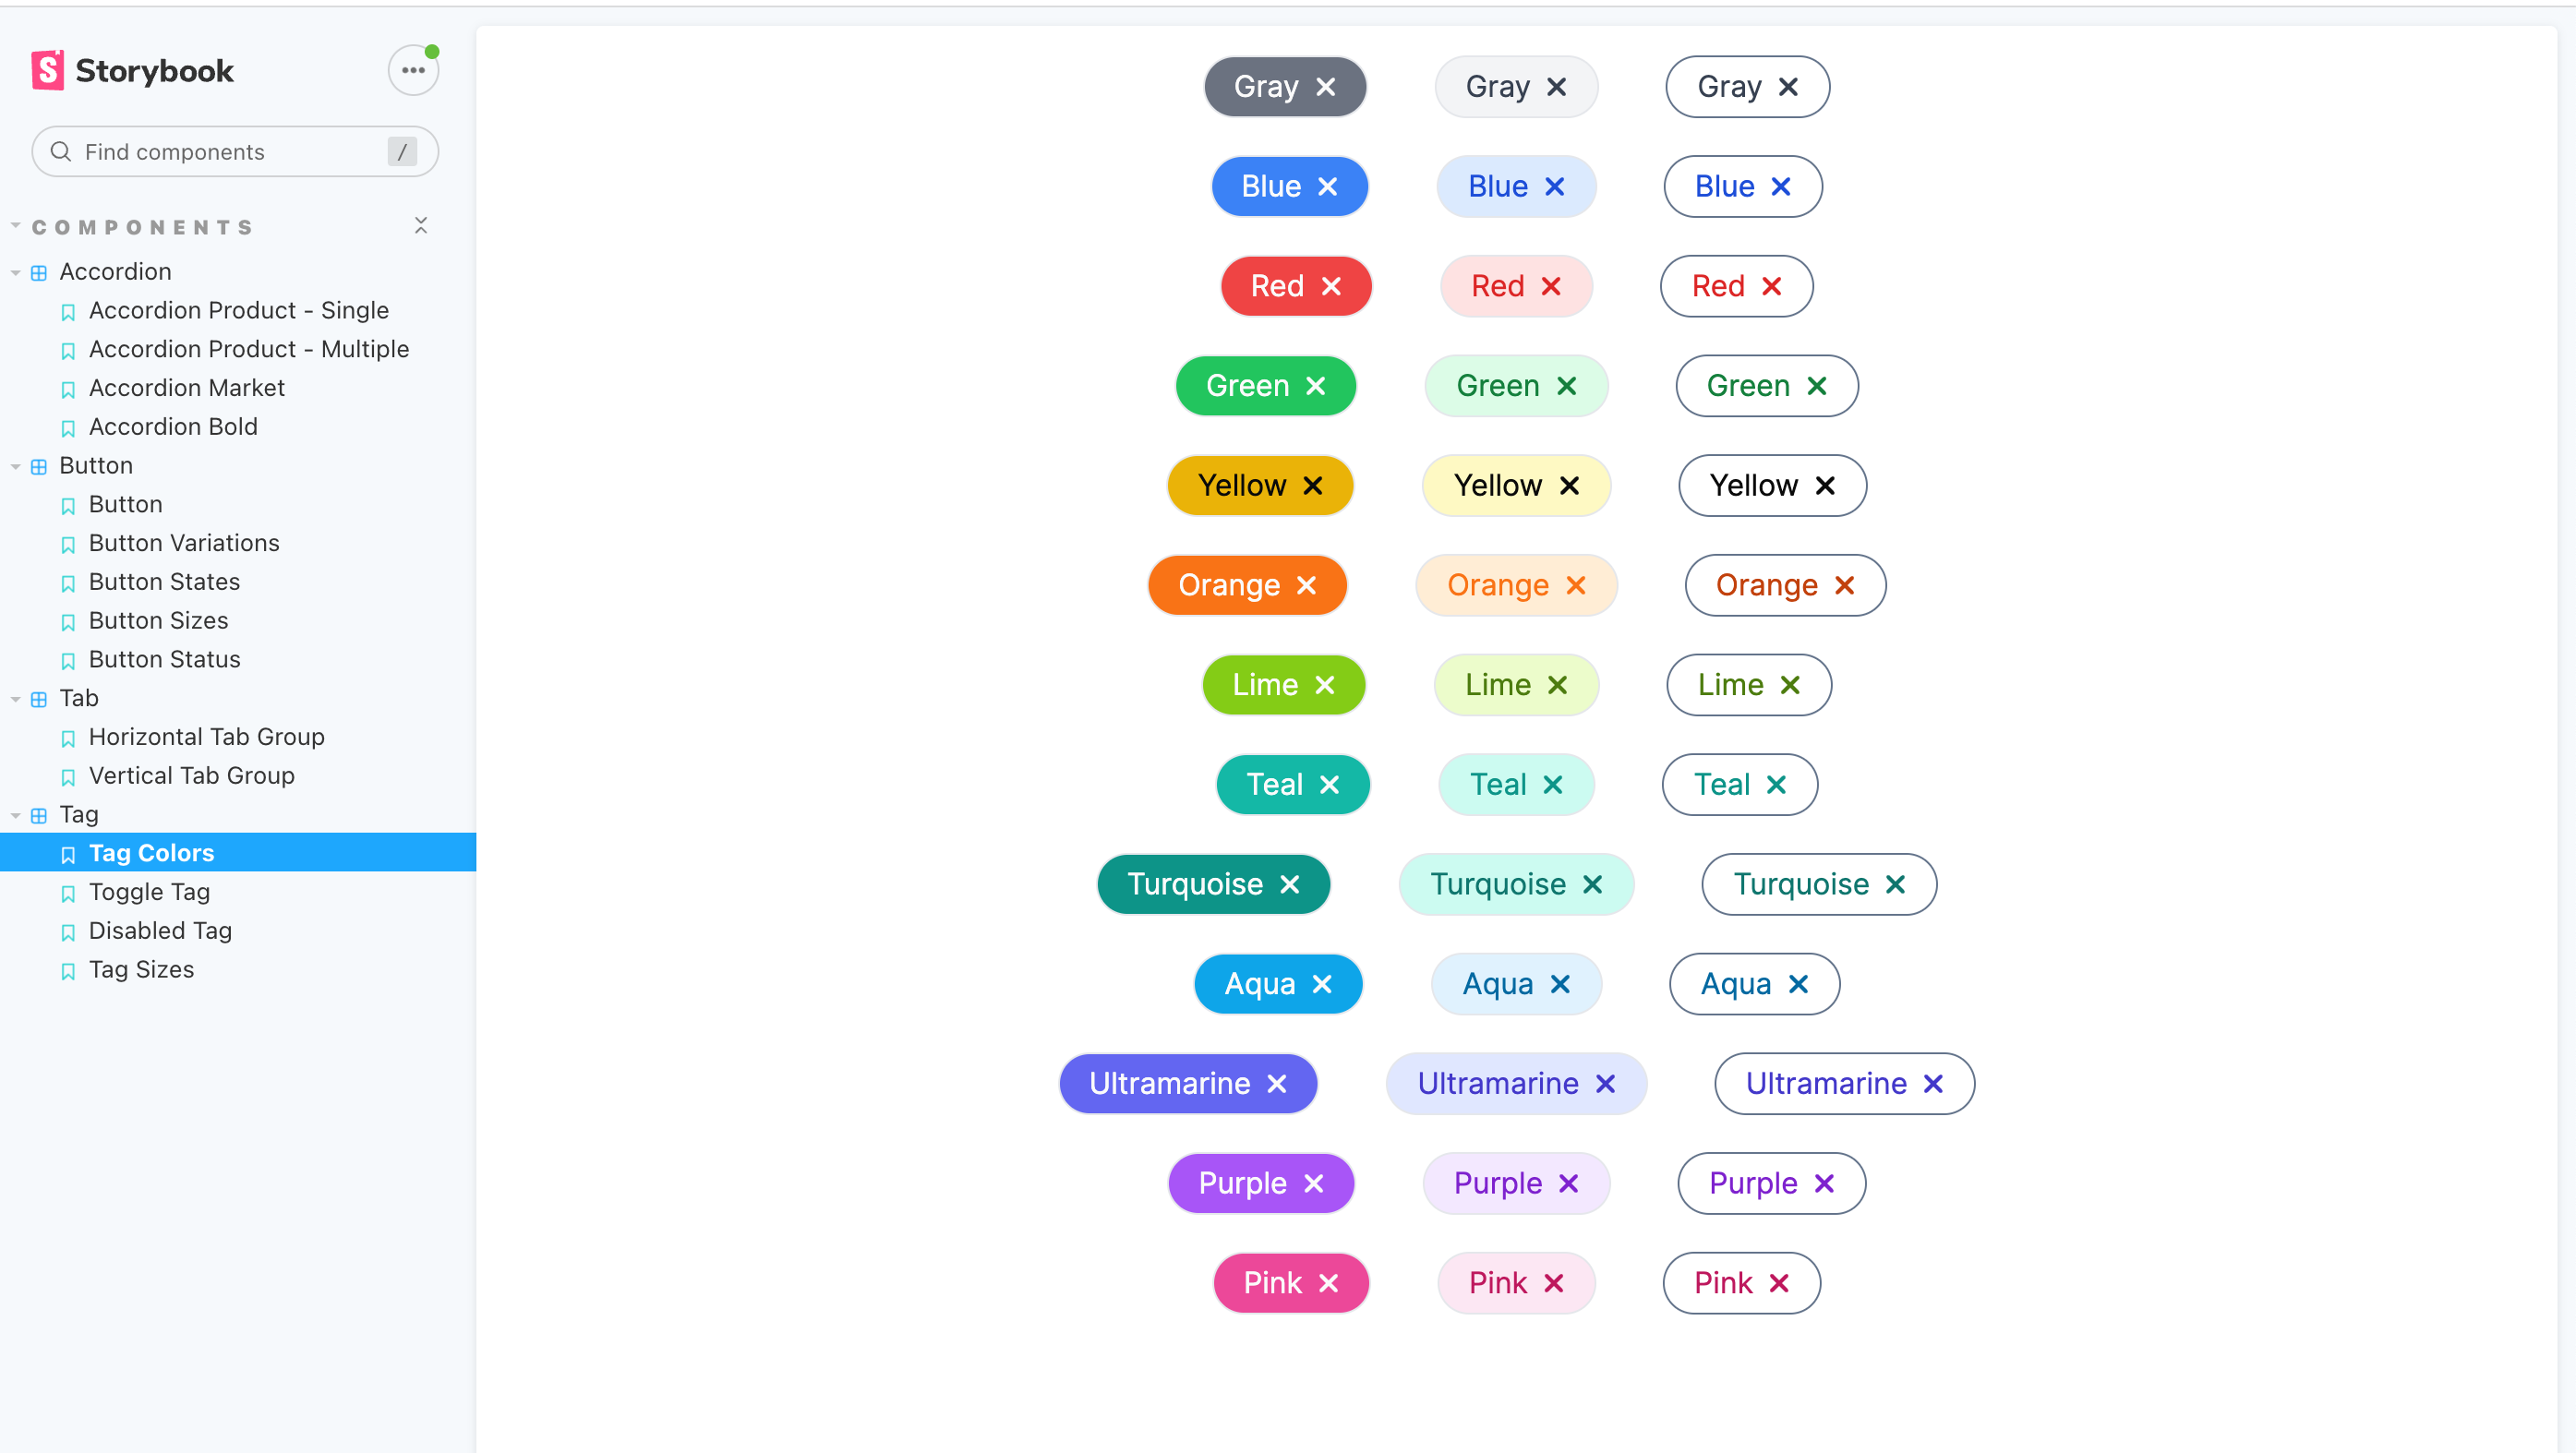 Storybook
Find components /
COMPONENTS
Accordion
Accordion Product - Single
Accordion Product - Multiple
Accordion Market
Accordion Bold
Button
Button
Button Variations
Button States
Button Sizes
Button Status
Tab
Horizontal Tab Group
Vertical Tab Group
Tag
Tag Colors
Toggle Tag
Disabled Tag
Tag Sizes
Gray Gray Gray
Blue Blue Blue
Red Red Red
Green Green Green
Yellow Yellow Yellow
Orange Orange Orange
Lime Lime Lime
Teal Teal Teal
Turquoise Turquoise Turquoise
Aqua Aqua Aqua
Ultramarine Ultramarine Ultramarine
Purple Purple Purple
Pink Pink Pink